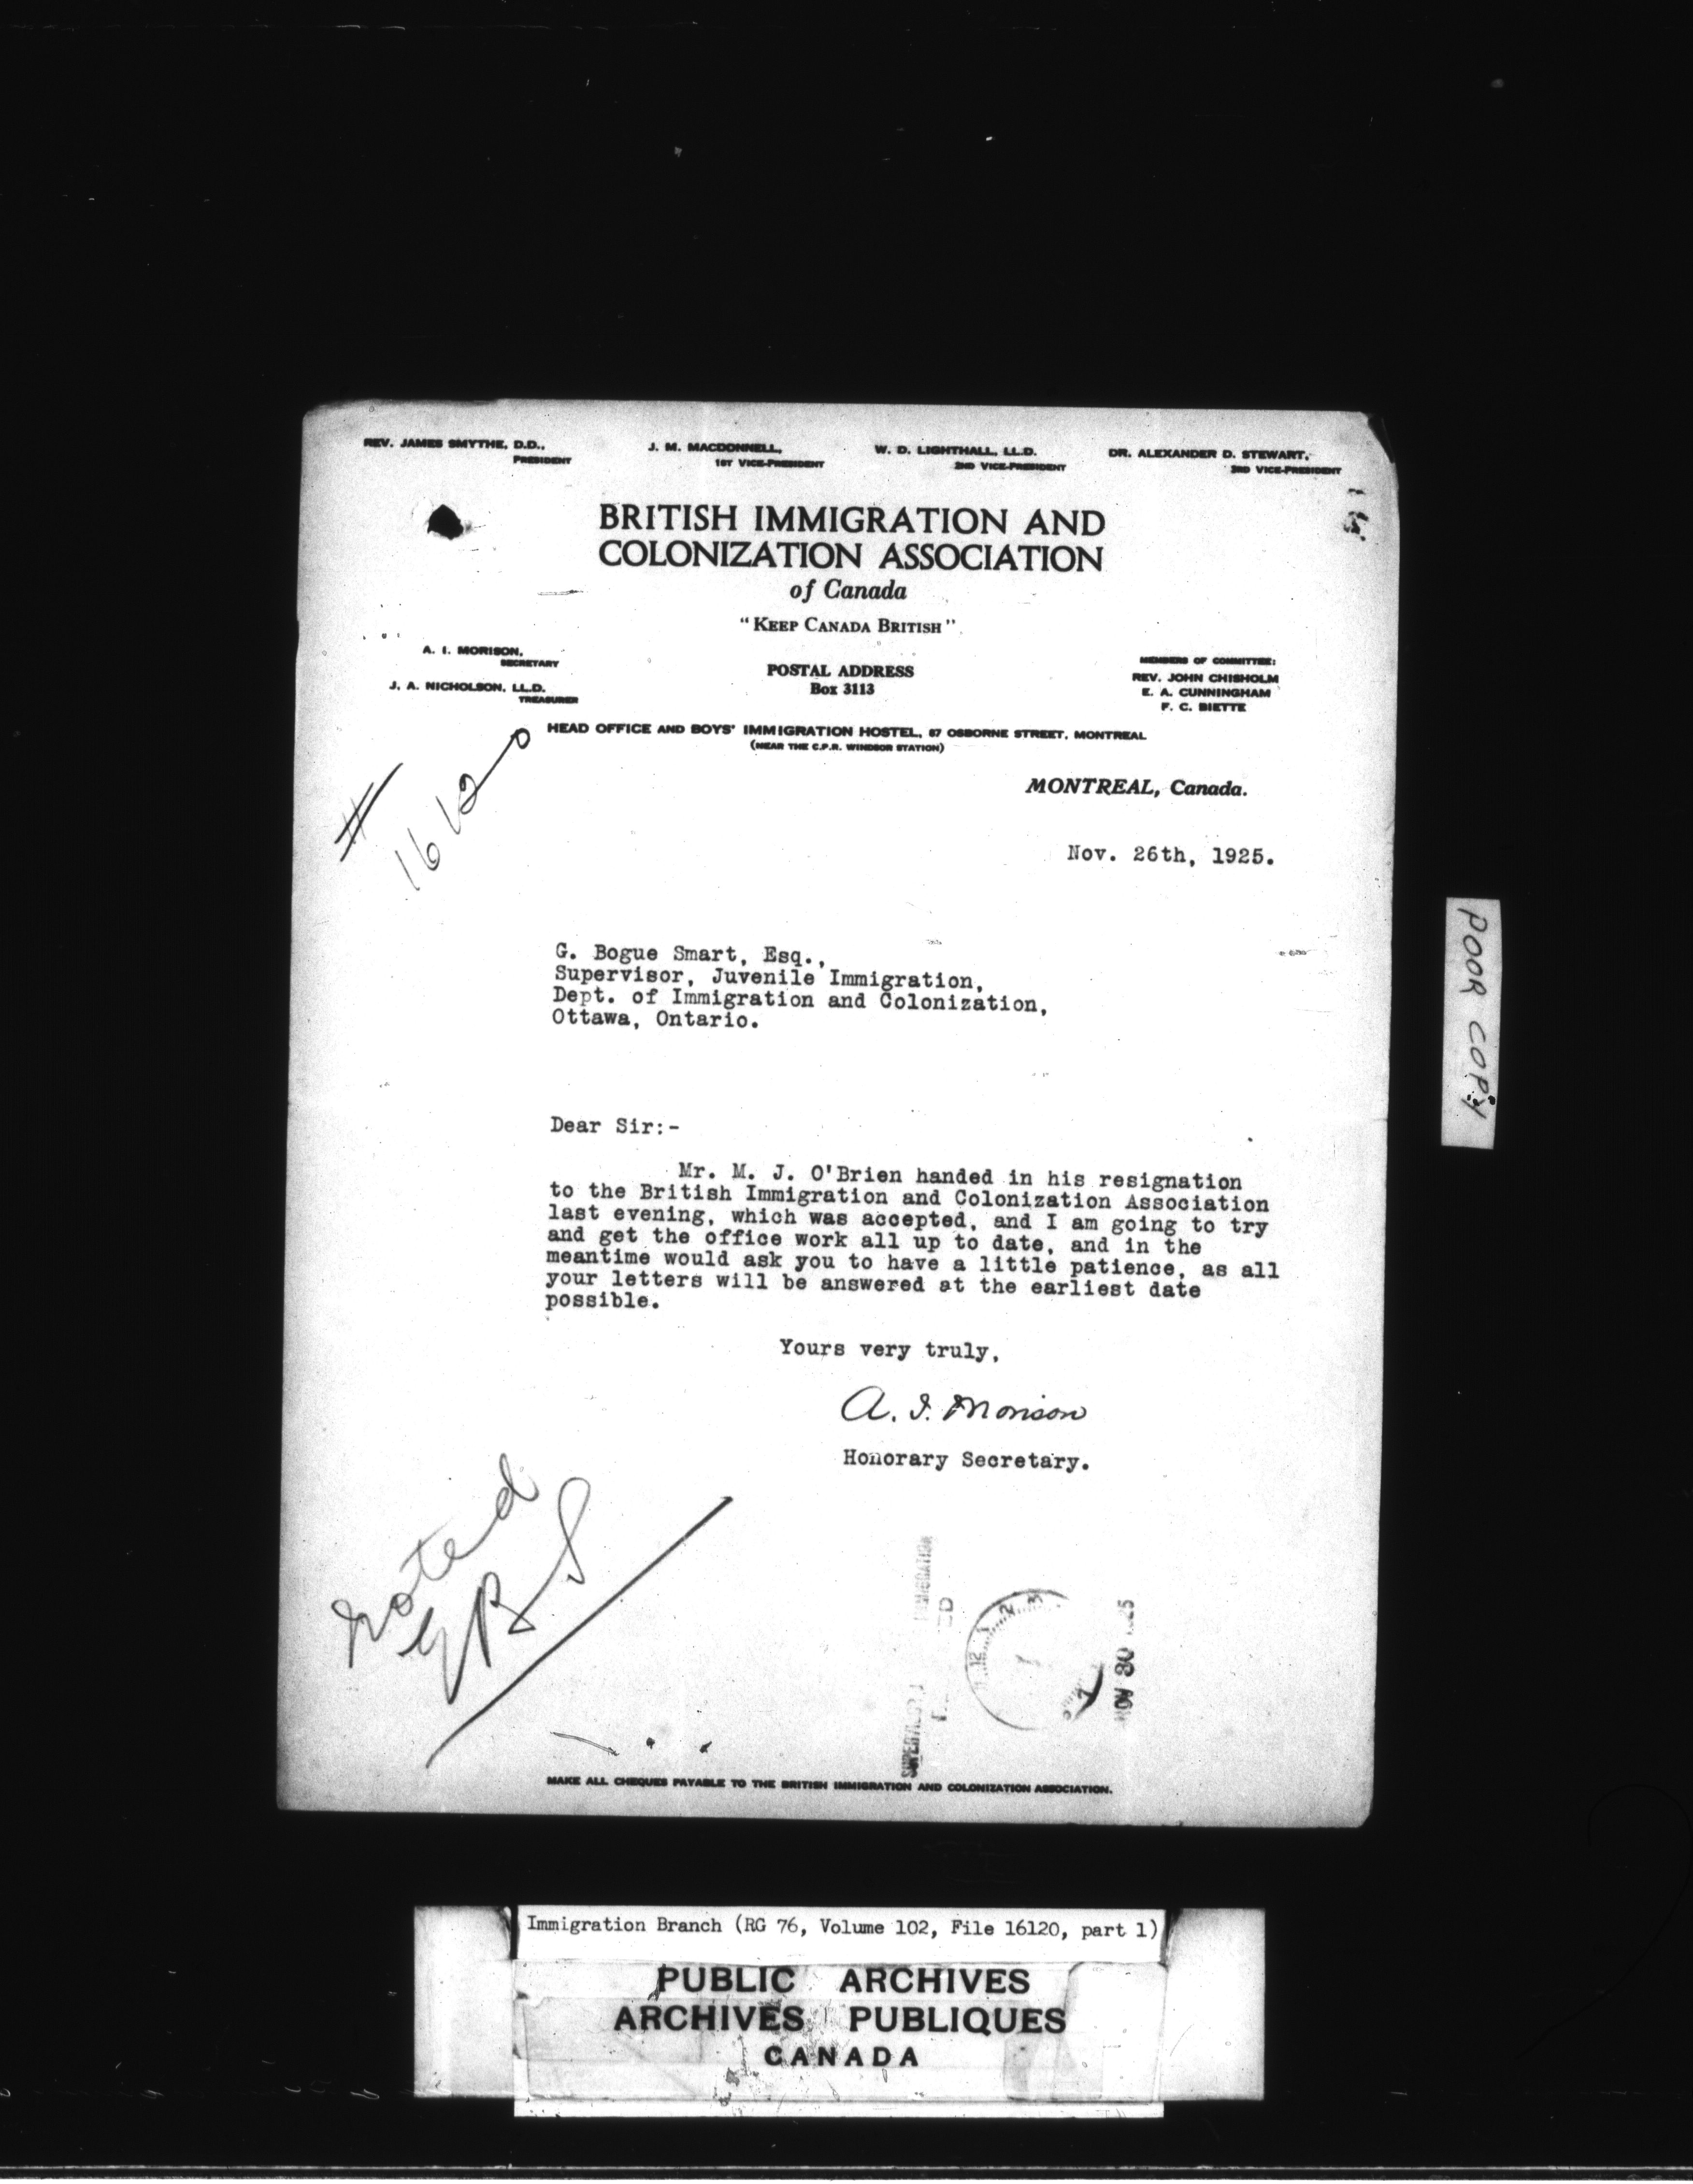 REV. JAMES SMYTHE, D.D.,
PRESIDENT
J. M. MACDONNELL,
1ST VICE-PRESIDENT
W. D. LIGHTHALL, LL.D.
2ND VICE-PRESIDENT
DR. ALEXANDER D. STEWART,
3RD VICE-PRESIDENT
BRITISH IMMIGRATION AND
COLONIZATION ASSOCIATION
of Canada
"KEEP CANADA BRITISH"
A. I. MORISON,
SECRETARY
J. A. NICHOLSON, LL.D.
TREASURER
POSTAL ADDRESS
Box 3113
MEMBERS OF COMMITTEE:
REV. JOHN CHISHOLM
E. A. CUNNINGHAM
F. C. BIETTE
HEAD OFFICE AND BOYS' IMMIGRATION HOSTEL, 87 OSBORNE STREET, MONTREAL
(NEAR THE C.P.R. WINDSOR STATION)
# 16120
MONTREAL, Canada.
Nov. 26th, 1925.
G. Bogue Smart, Esq.,
Supervisor, Juvenile Immigration,
Dept. of Immigration and Colonization,
Ottawa, Ontario.
Dear Sir:-
Mr. M. J. O'Brien handed in his resignation
to the British Immigration and Colonization Association
last evening, which was accepted, and I am going to try
and get the office work all up to date, and in the
meantime would ask you to have a little patience, as all
your letters will be answered at the earliest date
possible.
Yours very truly,
A. I. Morison
Honorary Secretary.
Noted
GBS
NOV 30
MAKE ALL CHEQUES PAYABLE TO THE BRITISH IMMIGRATION AND COLONIZATION ASSOCIATION.
POOR COPY
Immigration Branch (RG 76, Volume 102, File 16120, part 1)
PUBLIC ARCHIVES
ARCHIVES PUBLIQUES
CANADA